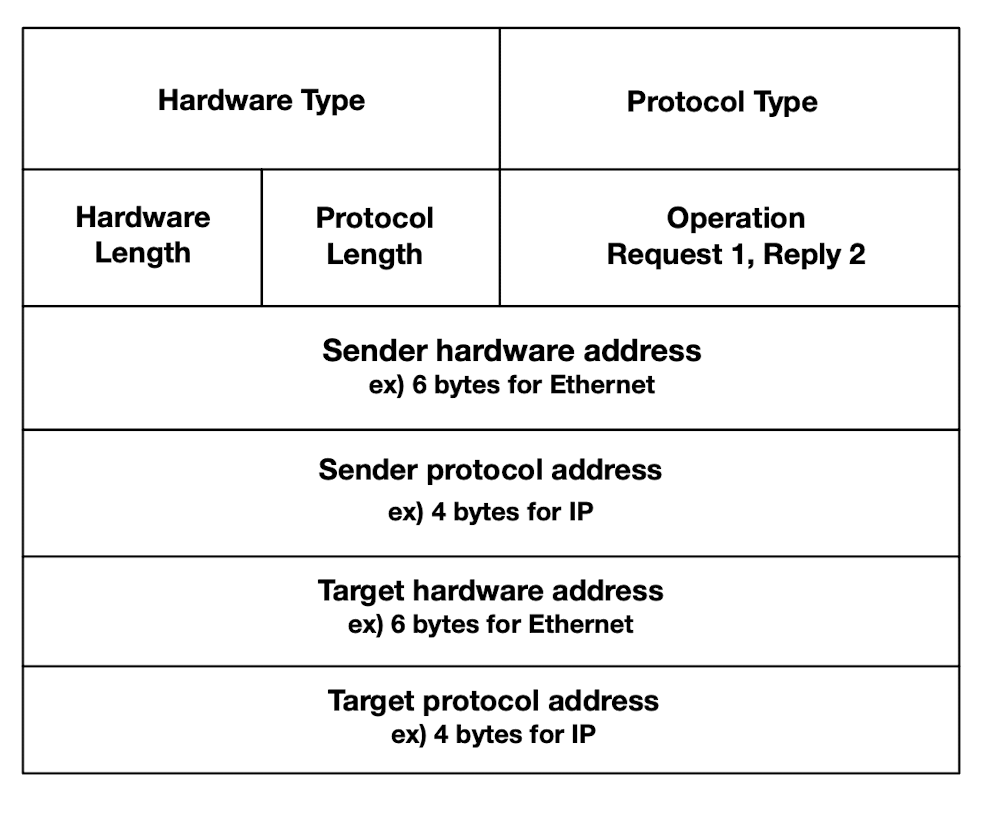 Hardware Type
Protocol Type
Hardware
Length
Protocol
Length
Operation
Request 1, Reply 2
Sender hardware address
ex) 6 bytes for Ethernet
Sender protocol address
ex) 4 bytes for IP
Target hardware address
ex) 6 bytes for Ethernet
Target protocol address
ex) 4 bytes for IP